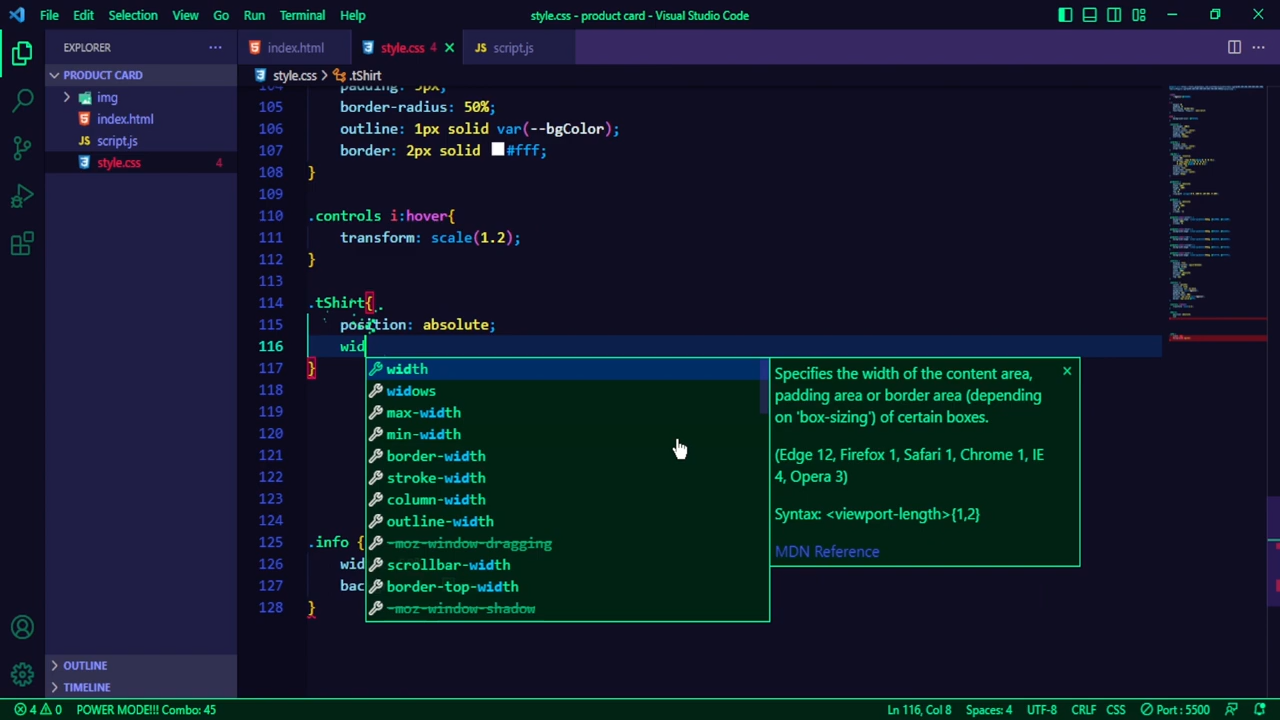 File Edit Selection View Go Run Terminal Help
style.css - product card - Visual Studio Code
EXPLORER
index.html
style.css 4
JS script.js
PRODUCT CARD
style.css > .tShirt
img
index.html
JS script.js
style.css 4
104 padding: 5px;
105 border-radius: 50%;
106 outline: 1px solid var(--bgColor);
107 border: 2px solid #fff;
108 }
109
110 .controls i:hover{
111 transform: scale(1.2);
112 }
113
114 .tShirt{
115 position: absolute;
116 wid
117 }
118
119
120
121
122
123
124
125 .info {
126 wid
127 bac
128 }
width
widows
max-width
min-width
border-width
stroke-width
column-width
outline-width
-moz-window-dragging
scrollbar-width
border-top-width
-moz-window-shadow
Specifies the width of the content area,
padding area or border area (depending
on 'box-sizing') of certain boxes.
(Edge 12, Firefox 1, Safari 1, Chrome 1, IE
4, Opera 3)
Syntax: <viewport-length>{1,2}
MDN Reference
OUTLINE
TIMELINE
4 0 POWER MODE!!! Combo: 45
Ln 116, Col 8 Spaces: 4 UTF-8 CRLF CSS Port : 5500